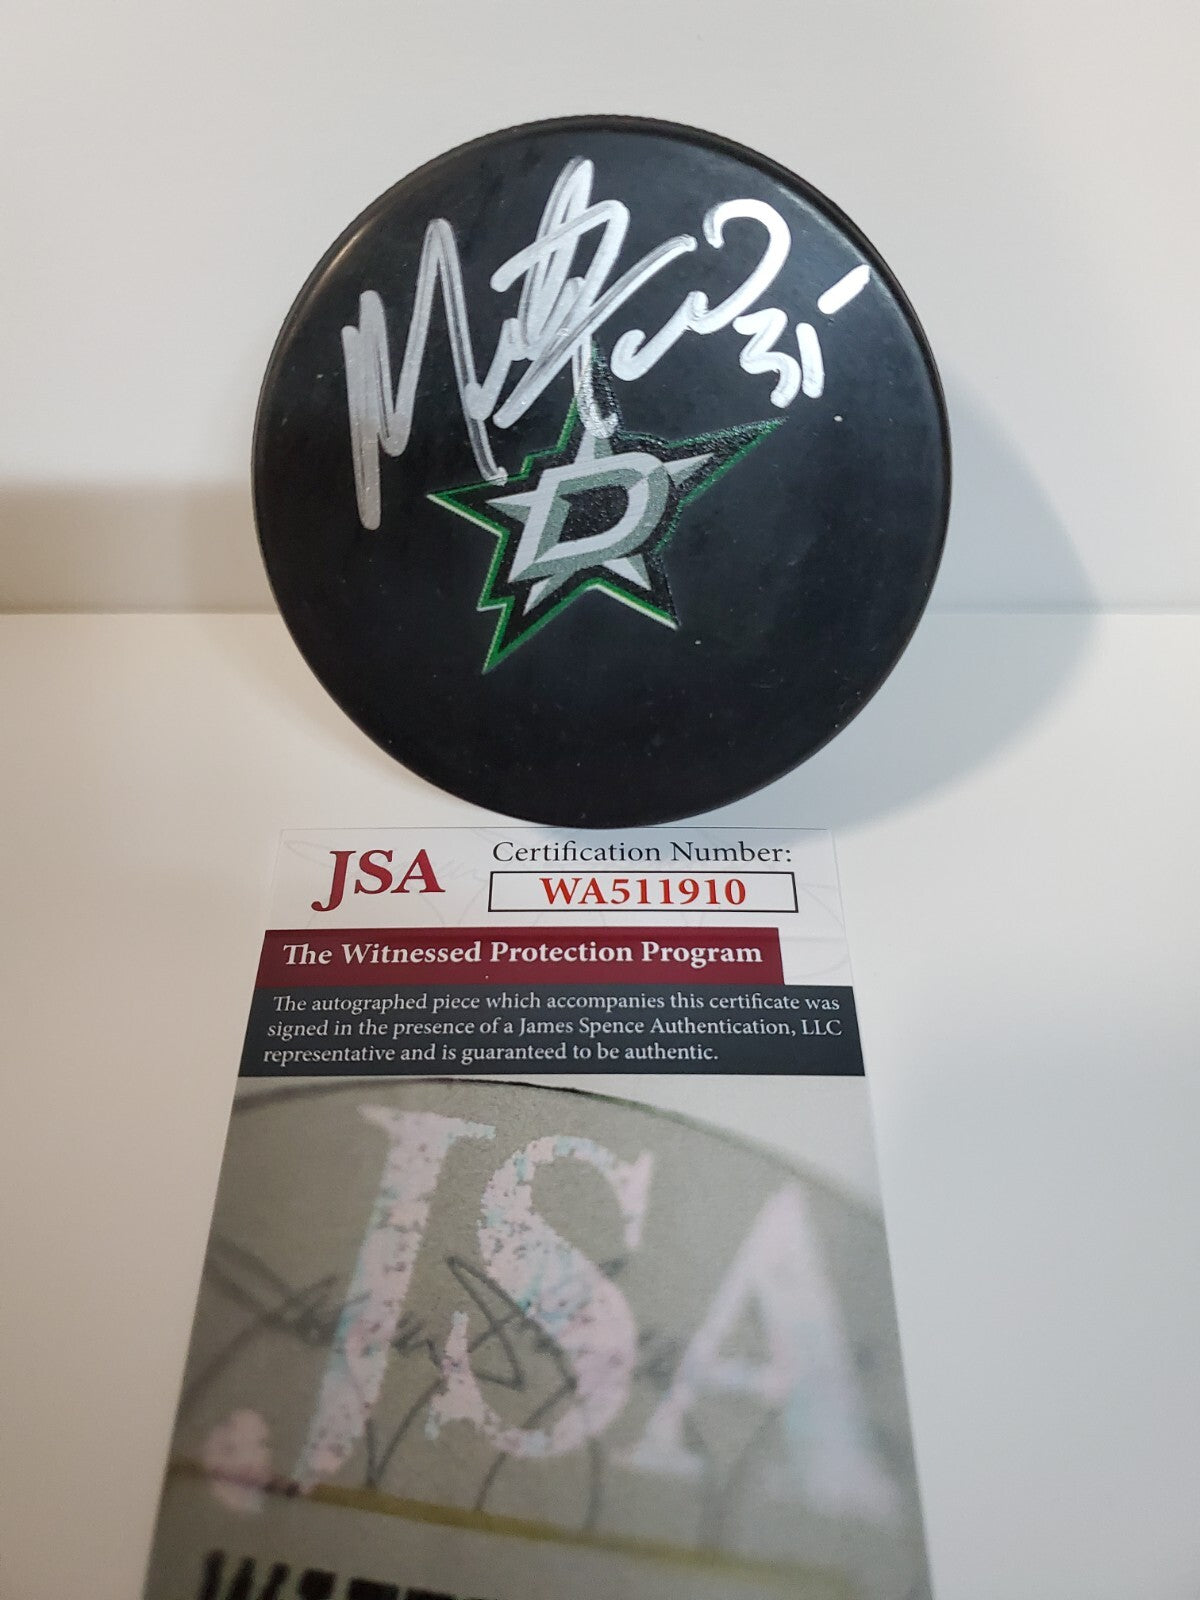 31
D
JSA
Certification Number:
WA511910
The Witnessed Protection Program
The autographed piece which accompanies this certificate was
signed in the presence of a James Spence Authentication, LLC
representative and is guaranteed to be authentic.
JSA